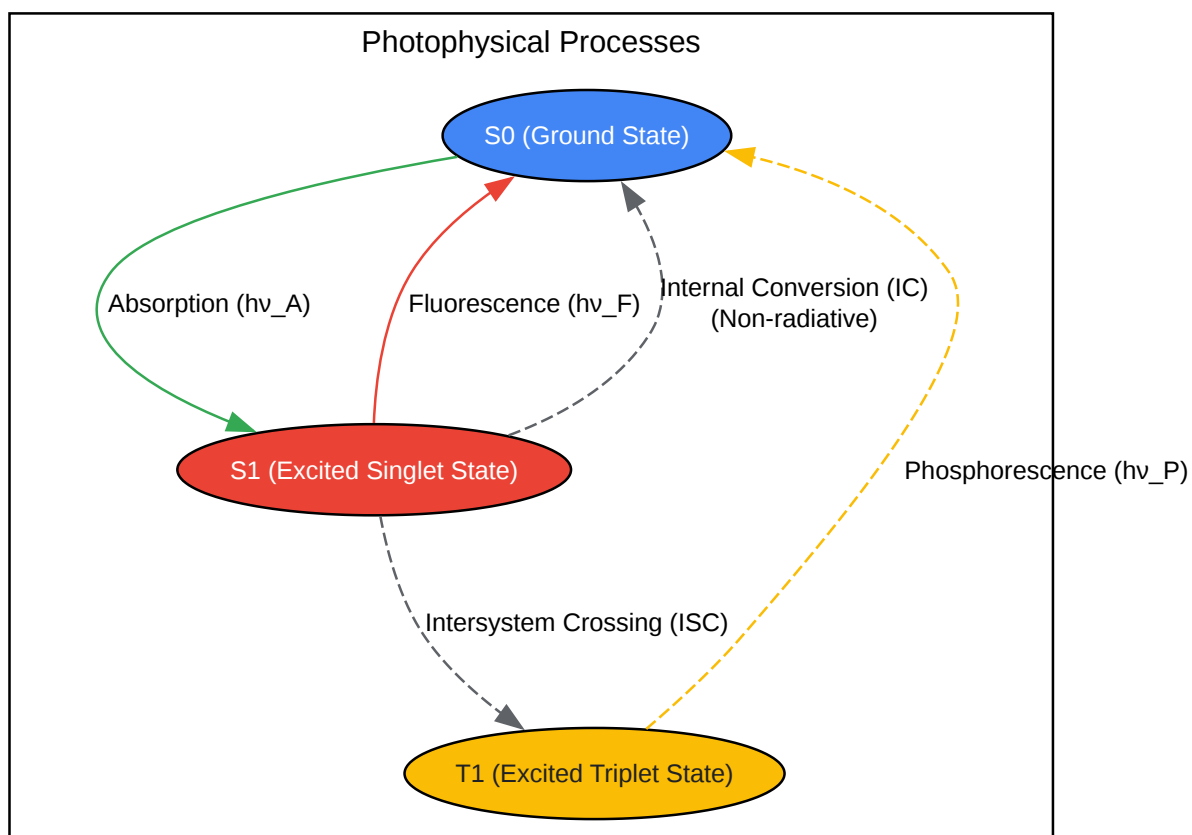 Photophysical Processes
S0 (Ground State)
Absorption (hν_A)
Fluorescence (hν_F)
Internal Conversion (IC)
(Non-radiative)
S1 (Excited Singlet State)
Phosphorescence (hν_P)
Intersystem Crossing (ISC)
T1 (Excited Triplet State)